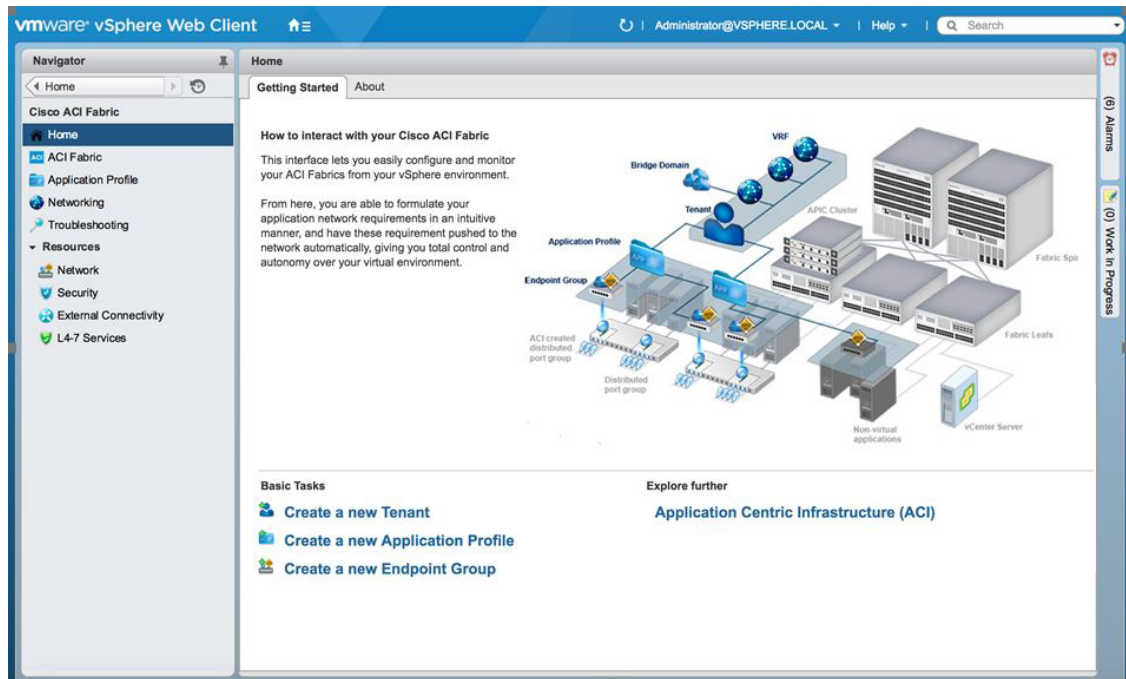 vmware® vSphere Web Client
Administrator@VSPHERE.LOCAL
Help
Search
Navigator
Home
Cisco ACI Fabric
Home
ACI Fabric
Application Profile
Networking
Troubleshooting
Resources
Network
Security
External Connectivity
L4-7 Services
Home
Getting Started
About
How to interact with your Cisco ACI Fabric
This interface lets you easily configure and monitor
your ACI Fabrics from your vSphere environment.
From here, you are able to formulate your
application network requirements in an intuitive
manner, and have these requirement pushed to the
network automatically, giving you total control and
autonomy over your virtual environment.
VRF
Bridge Domain
Tenant
APIC Cluster
Application Profile
Fabric Spin
APP
Endpoint Group
APP
Fabric Leafs
ACI created
distributed
port group
Distributed
port group
Non-virtual
applications
vCenter Server
Basic Tasks
Create a new Tenant
Create a new Application Profile
Create a new Endpoint Group
Explore further
Application Centric Infrastructure (ACI)
(6) Alarms
(0) Work In Progress